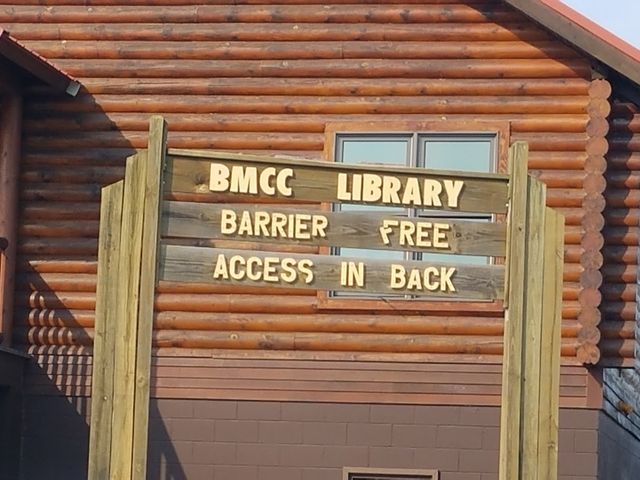 BMCC LIBRARY
BARRIER FREE
ACCESS IN BACK